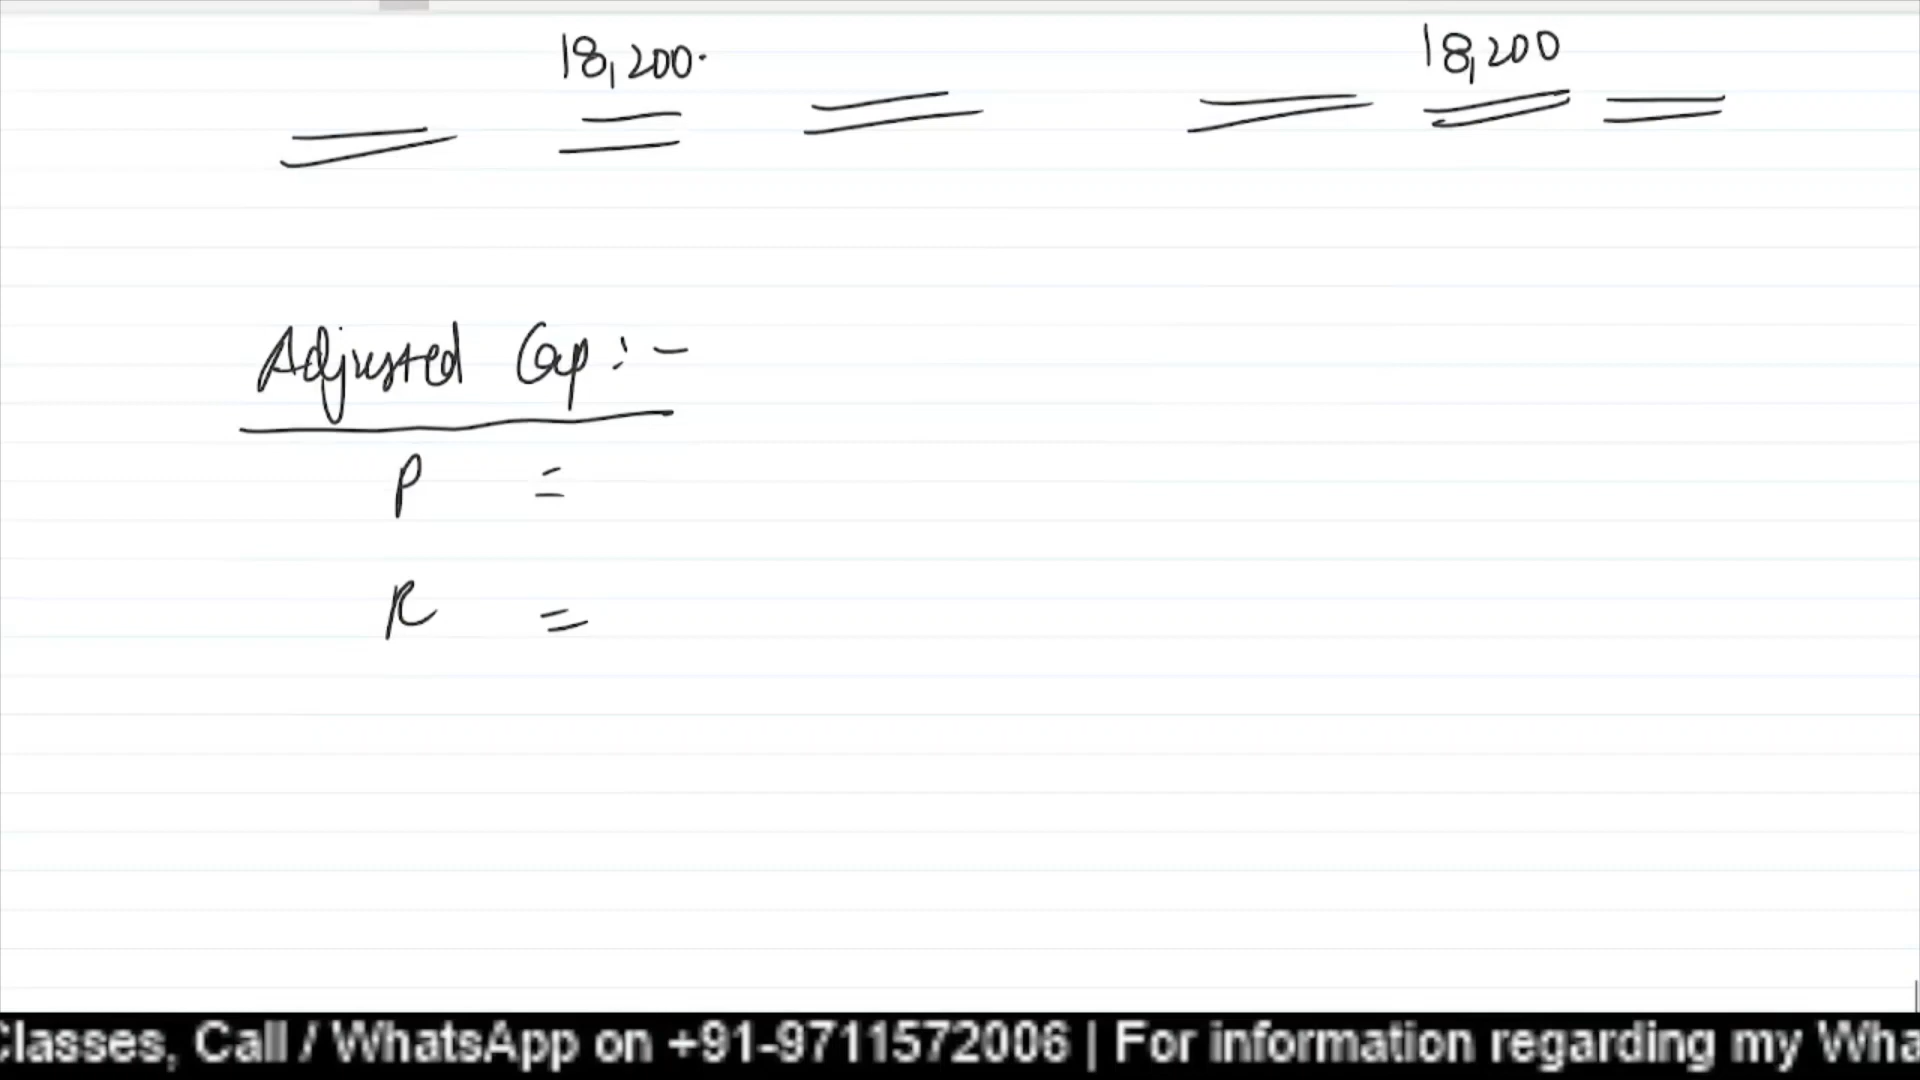 18,200. 18,200
Adjusted Cap:-
P =
R =
Classes, Call / WhatsApp on +91-9711572006 | For information regarding my Wha